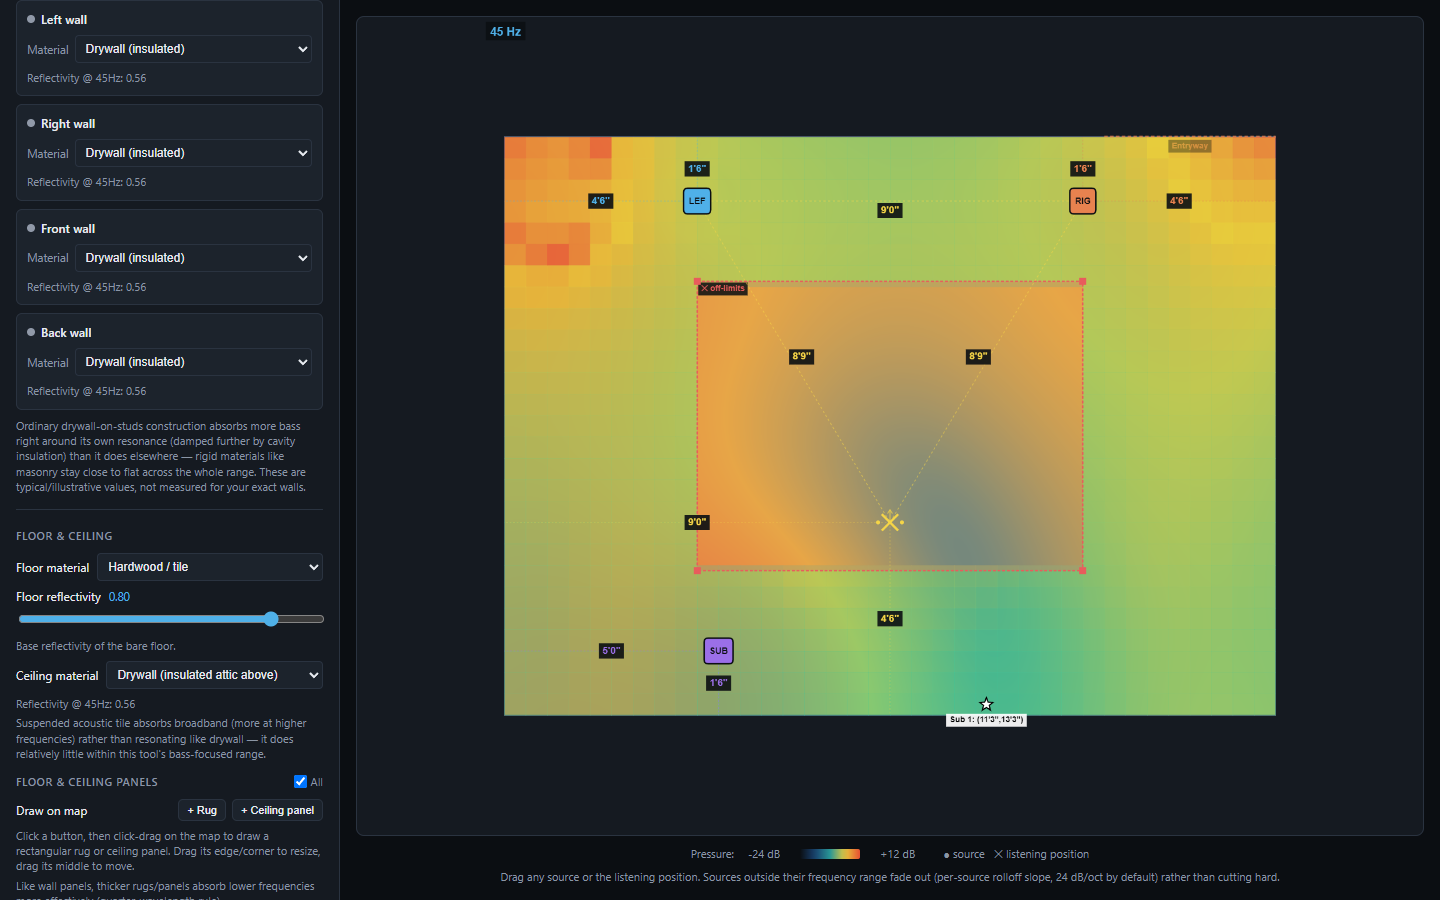 Left wall
Material Drywall (insulated)
Reflectivity @ 45Hz: 0.56
Right wall
Material Drywall (insulated)
Reflectivity @ 45Hz: 0.56
Front wall
Material Drywall (insulated)
Reflectivity @ 45Hz: 0.56
Back wall
Material Drywall (insulated)
Reflectivity @ 45Hz: 0.56
Ordinary drywall-on-studs construction absorbs more bass
right around its own resonance (damped further by cavity
insulation) than it does elsewhere — rigid materials like
masonry stay close to flat across the whole range. These are
typical/illustrative values, not measured for your exact walls.
FLOOR & CEILING
Floor material Hardwood / tile
Floor reflectivity 0.80
Base reflectivity of the bare floor.
Ceiling material Drywall (insulated attic above)
Reflectivity @ 45Hz: 0.56
Suspended acoustic tile absorbs broadband (more at higher
frequencies) rather than resonating like drywall — it does
relatively little within this tool's bass-focused range.
FLOOR & CEILING PANELS All
Draw on map + Rug + Ceiling panel
Click a button, then click-drag on the map to draw a
rectangular rug or ceiling panel. Drag its edge/corner to resize,
drag its middle to move.
Like wall panels, thicker rugs/panels absorb lower frequencies
45 Hz
Entryway
1'6" 1'6"
4'6" LEF 9'0" RIG 4'6"
off-limits
8'9" 8'9"
9'0"
4'6"
5'0" SUB
1'6"
Sub 1: (11'3",13'3")
Pressure: -24 dB +12 dB source listening position
Drag any source or the listening position. Sources outside their frequency range fade out (per-source rolloff slope, 24 dB/oct by default) rather than cutting hard.